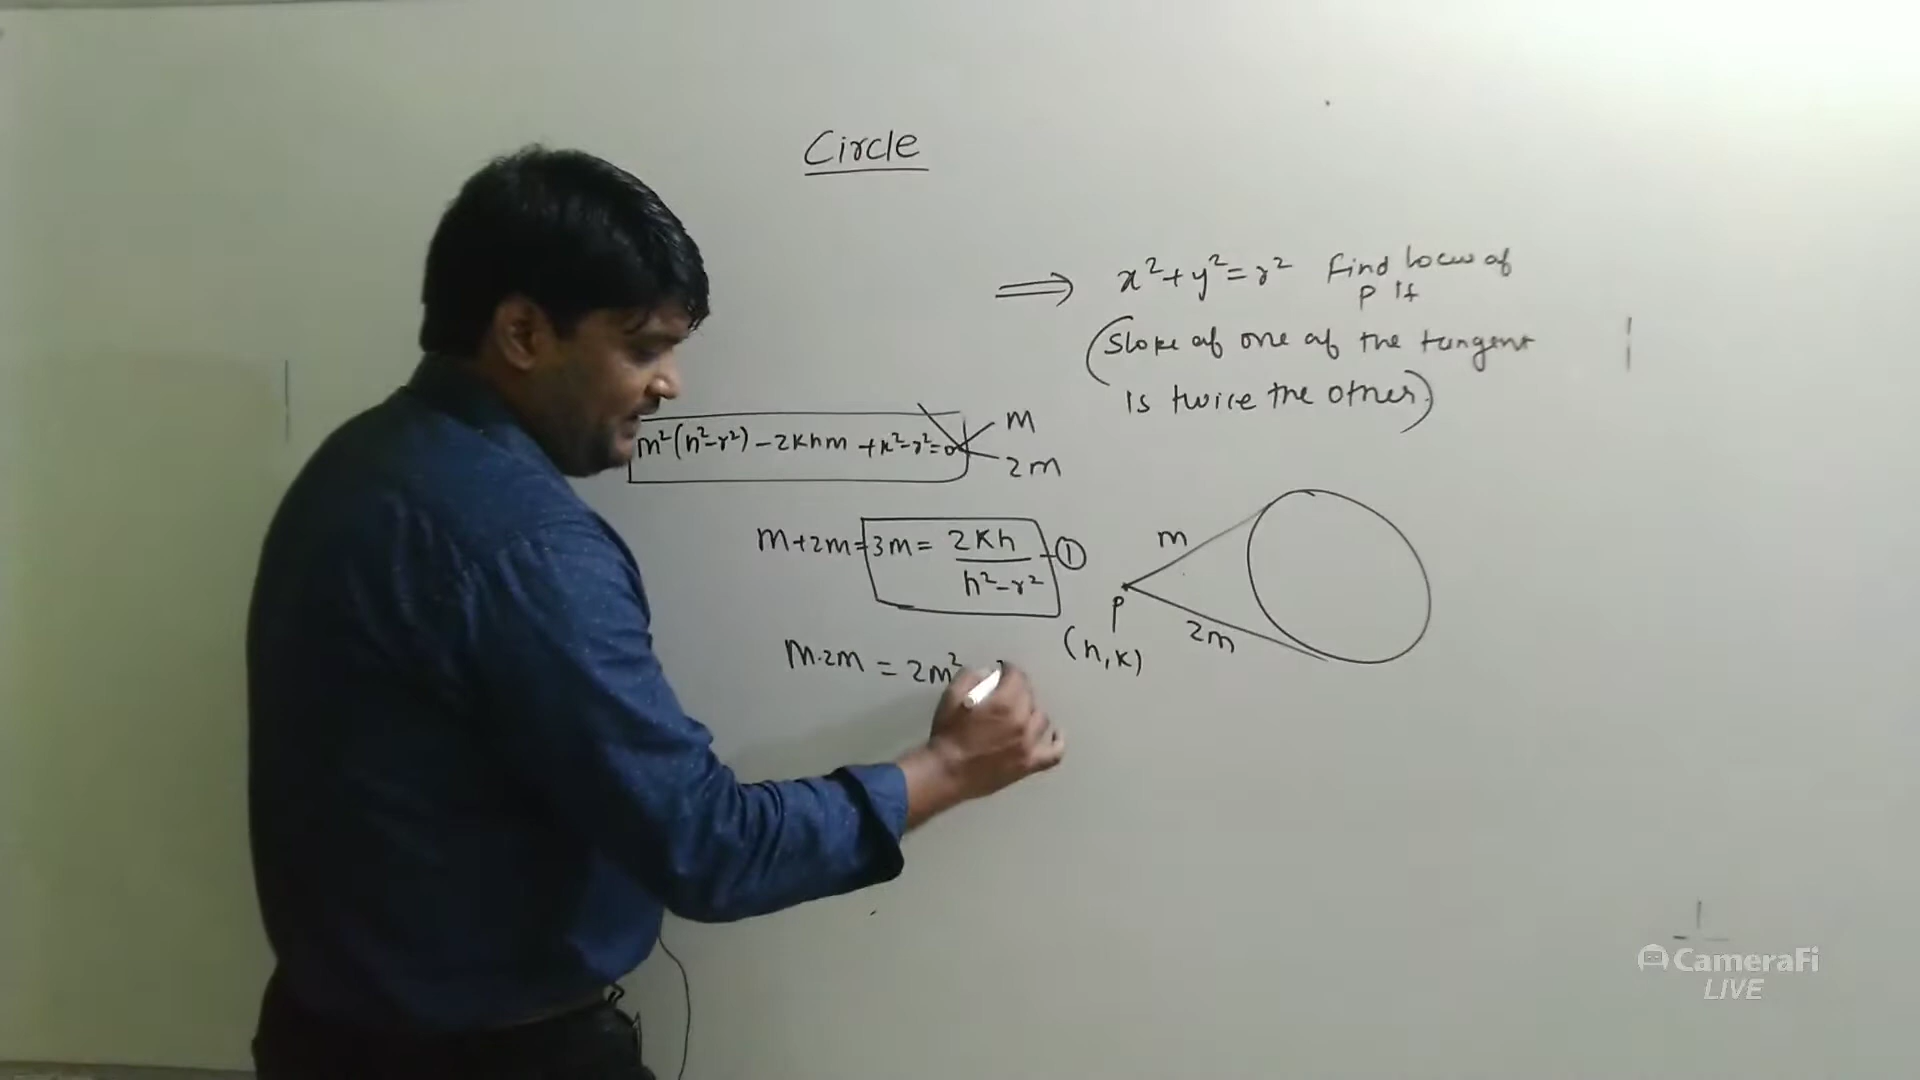 Circle
⟹ x²+y²=r² Find locus of
P If
(Slope of one of the tangent
is twice the other)
m²(h²-r²)-2khm+k²-r²=0
m
2m
m+2m=3m= 2kh/(h²-r²) -①
m
P
2m
(h,k)
m.2m = 2m²
CameraFi
LIVE